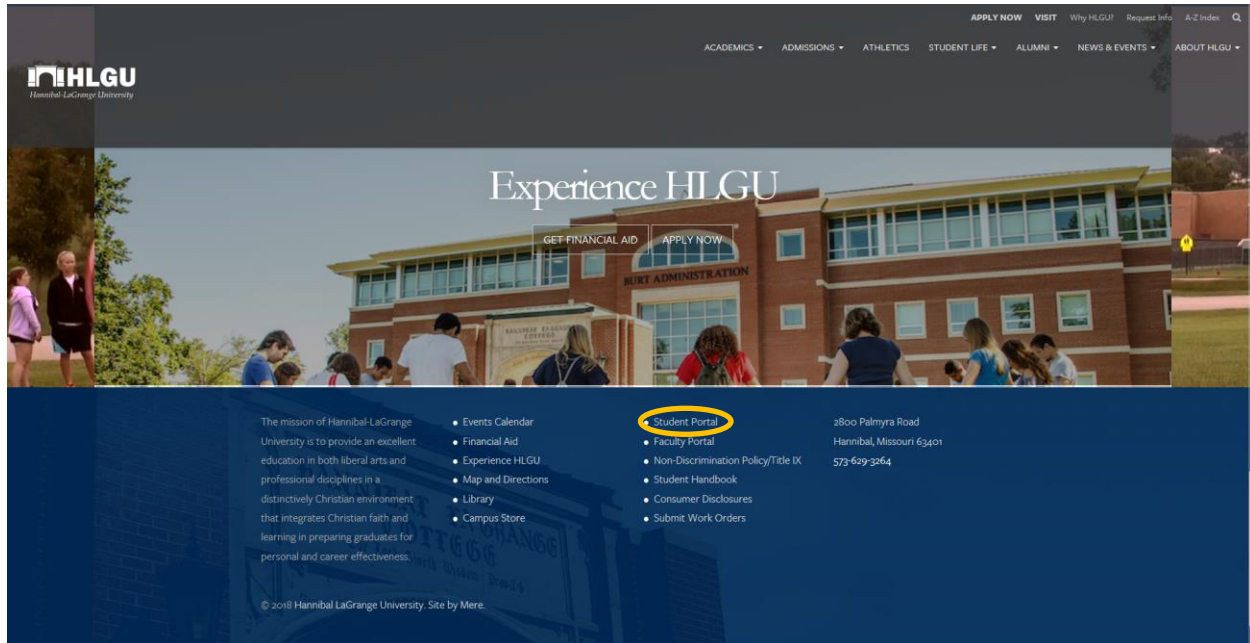 APPLY NOW VISIT Why HLGU? Request Info A-Z Index
ACADEMICS ADMISSIONS ATHLETICS STUDENT LIFE ALUMNI NEWS & EVENTS ABOUT HLGU
HLGU
Hannibal-LaGrange University
Experience HLGU
GET FINANCIAL AID APPLY NOW
BURT ADMINISTRATION
HANNIBAL LA GRANGE
COLLEGE
The mission of Hannibal-LaGrange
University is to provide an excellent
education in both liberal arts and
professional disciplines in a
distinctively Christian environment
that integrates Christian faith and
learning in preparing graduates for
personal and career effectiveness.
• Events Calendar
• Financial Aid
• Experience HLGU
• Map and Directions
• Library
• Campus Store
• Student Portal
• Faculty Portal
• Non-Discrimination Policy/Title IX
• Student Handbook
• Consumer Disclosures
• Submit Work Orders
2800 Palmyra Road
Hannibal, Missouri 63401
573-629-3264
© 2018 Hannibal LaGrange University. Site by Mere.